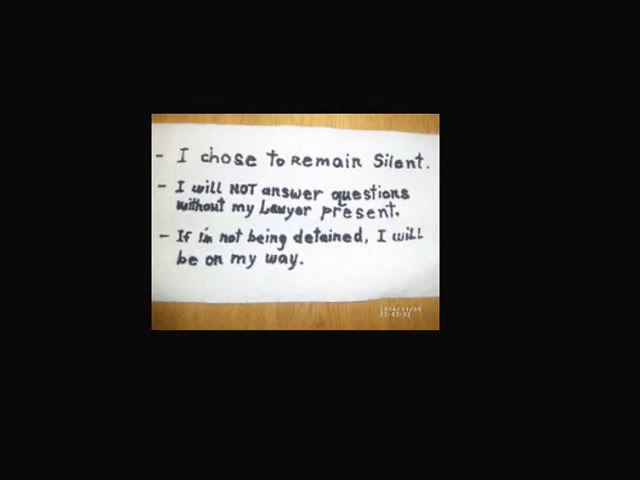 - I chose to Remain Silent.
- I will NOT answer questions
without my Lawyer present.
- If i'm not being detained, I will
be on my way.